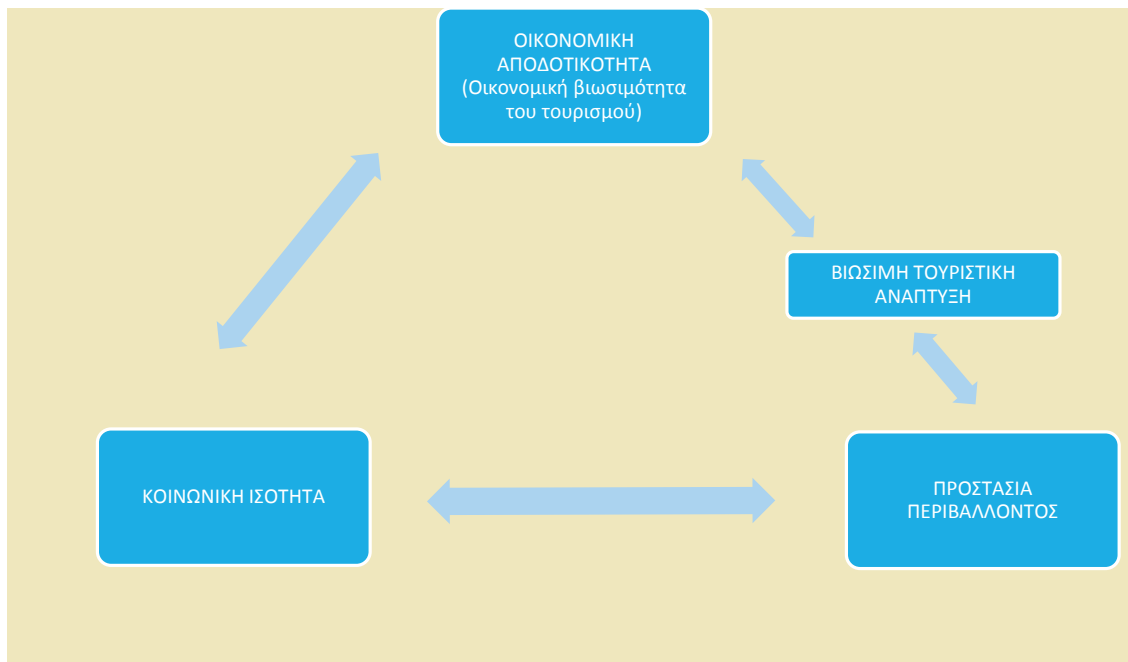 ΟΙΚΟΝΟΜΙΚΗ
ΑΠΟΔΟΤΙΚΟΤΗΤΑ
(Οικονομική βιωσιμότητα
του τουρισμού)
ΒΙΩΣΙΜΗ ΤΟΥΡΙΣΤΙΚΗ
ΑΝΑΠΤΥΞΗ
ΚΟΙΝΩΝΙΚΗ ΙΣΟΤΗΤΑ
ΠΡΟΣΤΑΣΙΑ
ΠΕΡΙΒΑΛΛΟΝΤΟΣ